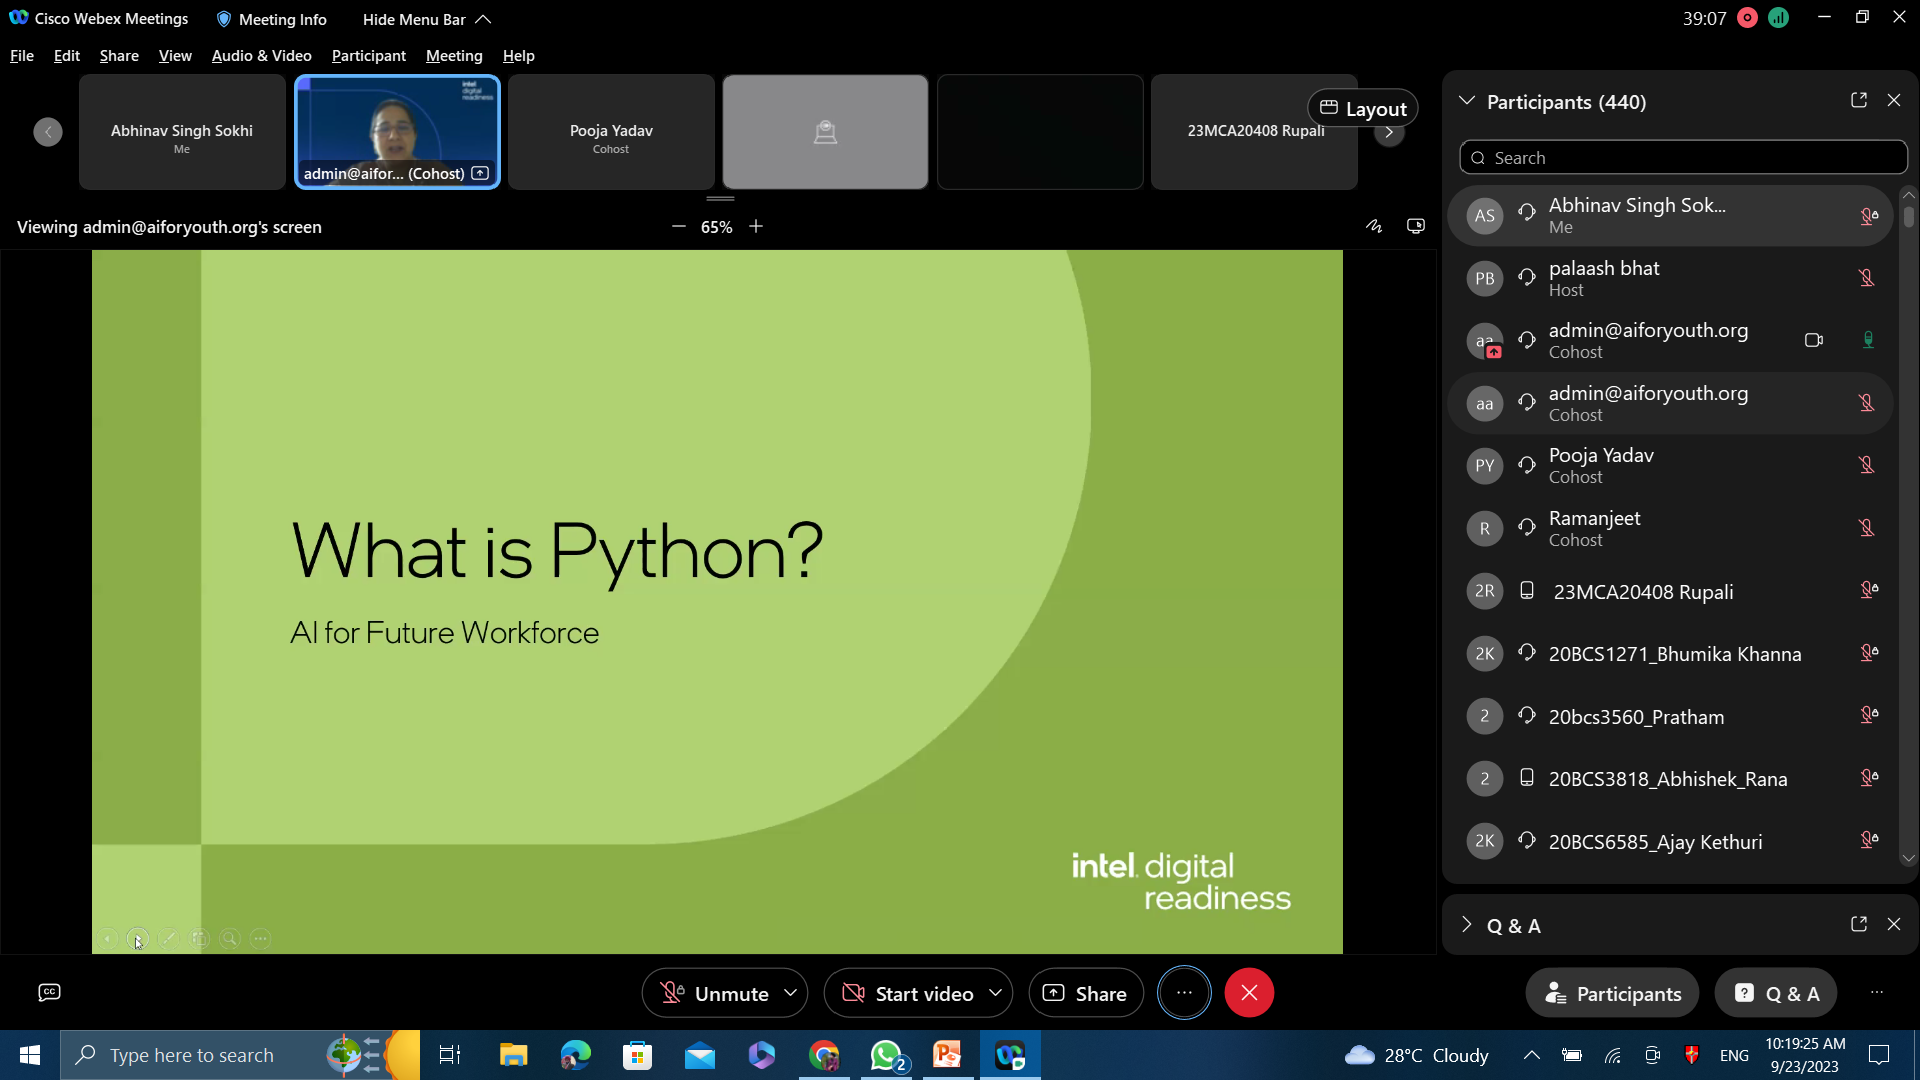 Cisco Webex Meetings
Meeting Info
Hide Menu Bar
39:07
File Edit Share View Audio & Video Participant Meeting Help
Abhinav Singh Sokhi
Me
intel
digital
readiness
admin@aifor... (Cohost)
Pooja Yadav
Cohost
23MCA20408 Rupali
Layout
Viewing admin@aiforyouth.org's screen
65%
What is Python?
AI for Future Workforce
intel. digital
readiness
Participants (440)
Search
AS
Abhinav Singh Sok...
Me
PB
palaash bhat
Host
aa
admin@aiforyouth.org
Cohost
aa
admin@aiforyouth.org
Cohost
PY
Pooja Yadav
Cohost
R
Ramanjeet
Cohost
2R
23MCA20408 Rupali
2K
20BCS1271_Bhumika Khanna
2
20bcs3560_Pratham
2
20BCS3818_Abhishek_Rana
2K
20BCS6585_Ajay Kethuri
Q & A
CC
Unmute
Start video
Share
Participants
Q & A
Type here to search
2
28°C Cloudy
ENG
10:19:25 AM
9/23/2023